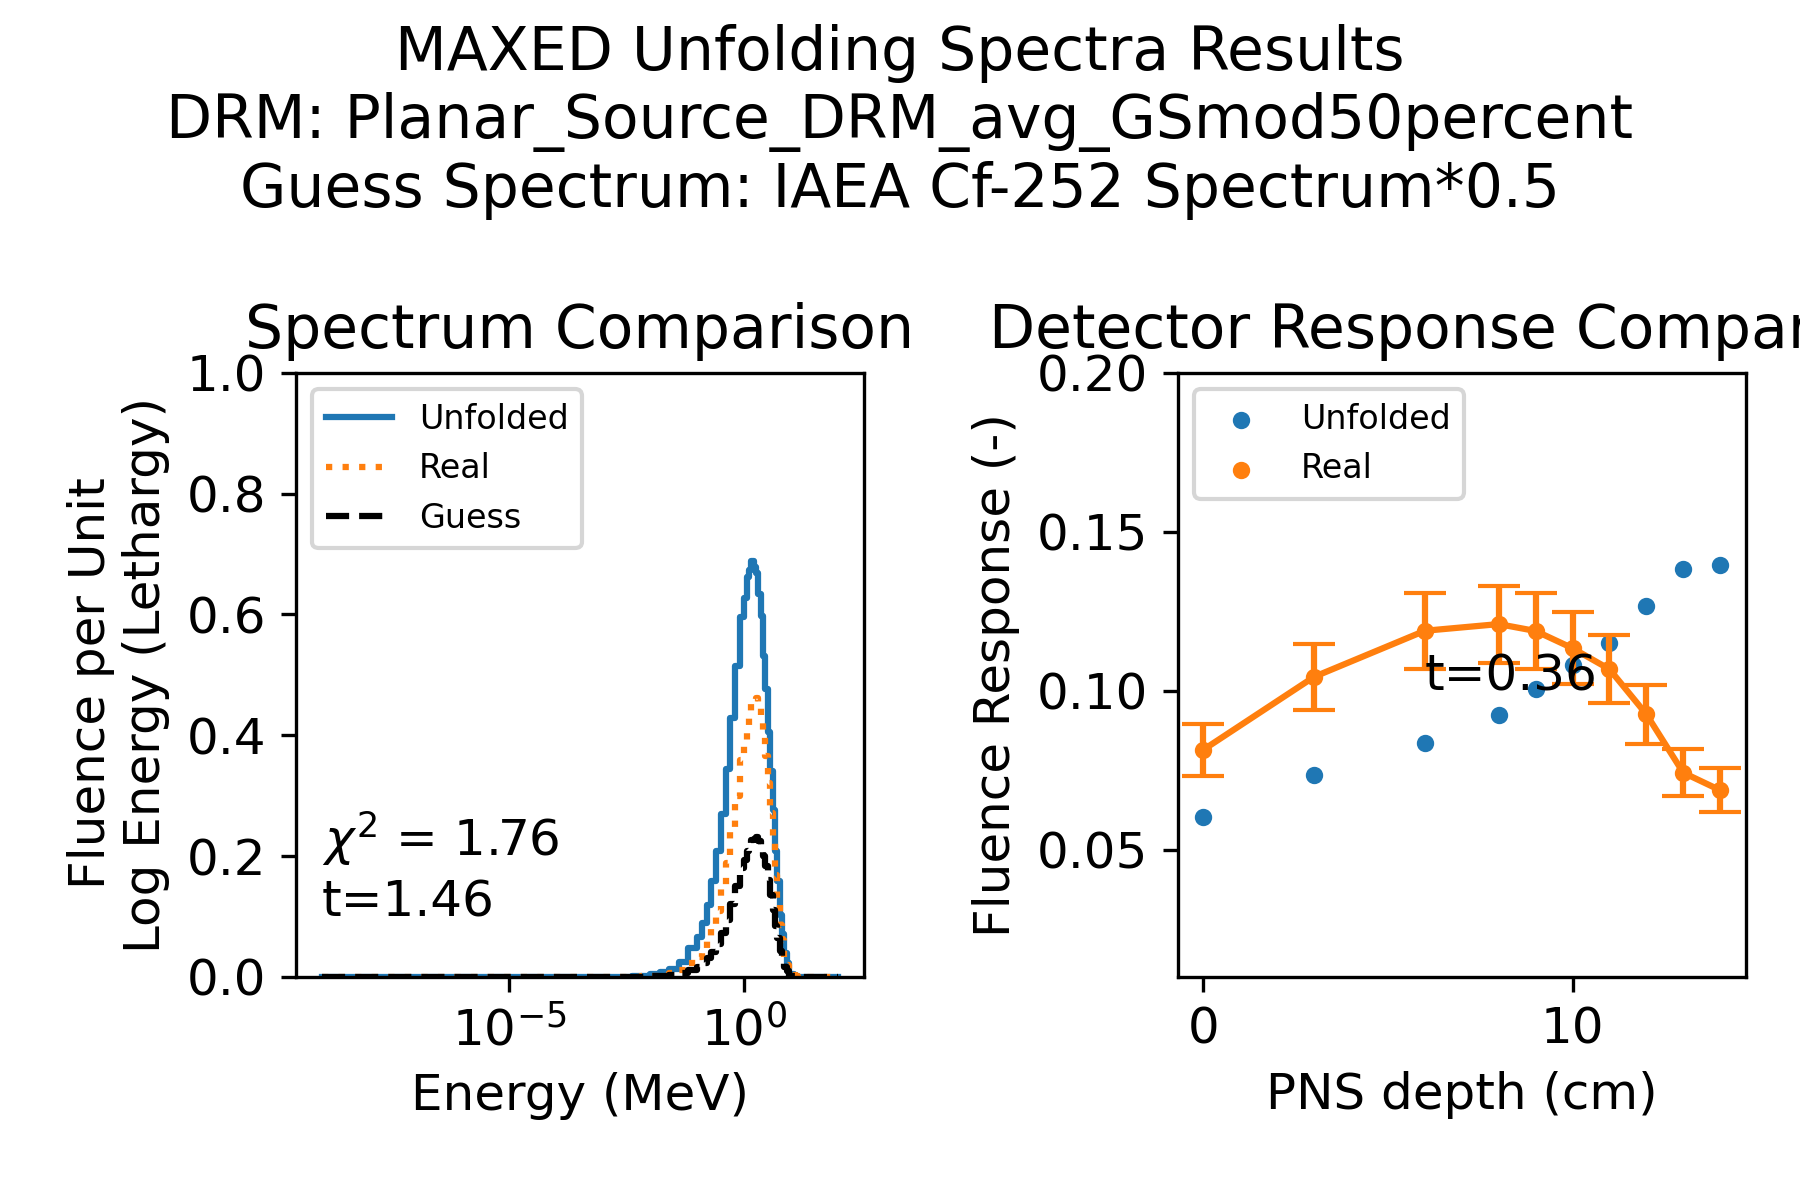 MAXED Unfolding Spectra Results
DRM: Planar_Source_DRM_avg_GSmod50percent
Guess Spectrum: IAEA Cf-252 Spectrum*0.5
Spectrum Comparison
Fluence per Unit
Log Energy (Lethargy)
1.0
0.8
0.6
0.4
0.2
0.0
Unfolded
Real
Guess
χ² = 1.76
t=1.46
10⁻⁵
10⁰
Energy (MeV)
Detector Response Compar
Fluence Response (-)
0.20
0.15
0.10
0.05
Unfolded
Real
t=0.36
0
10
PNS depth (cm)